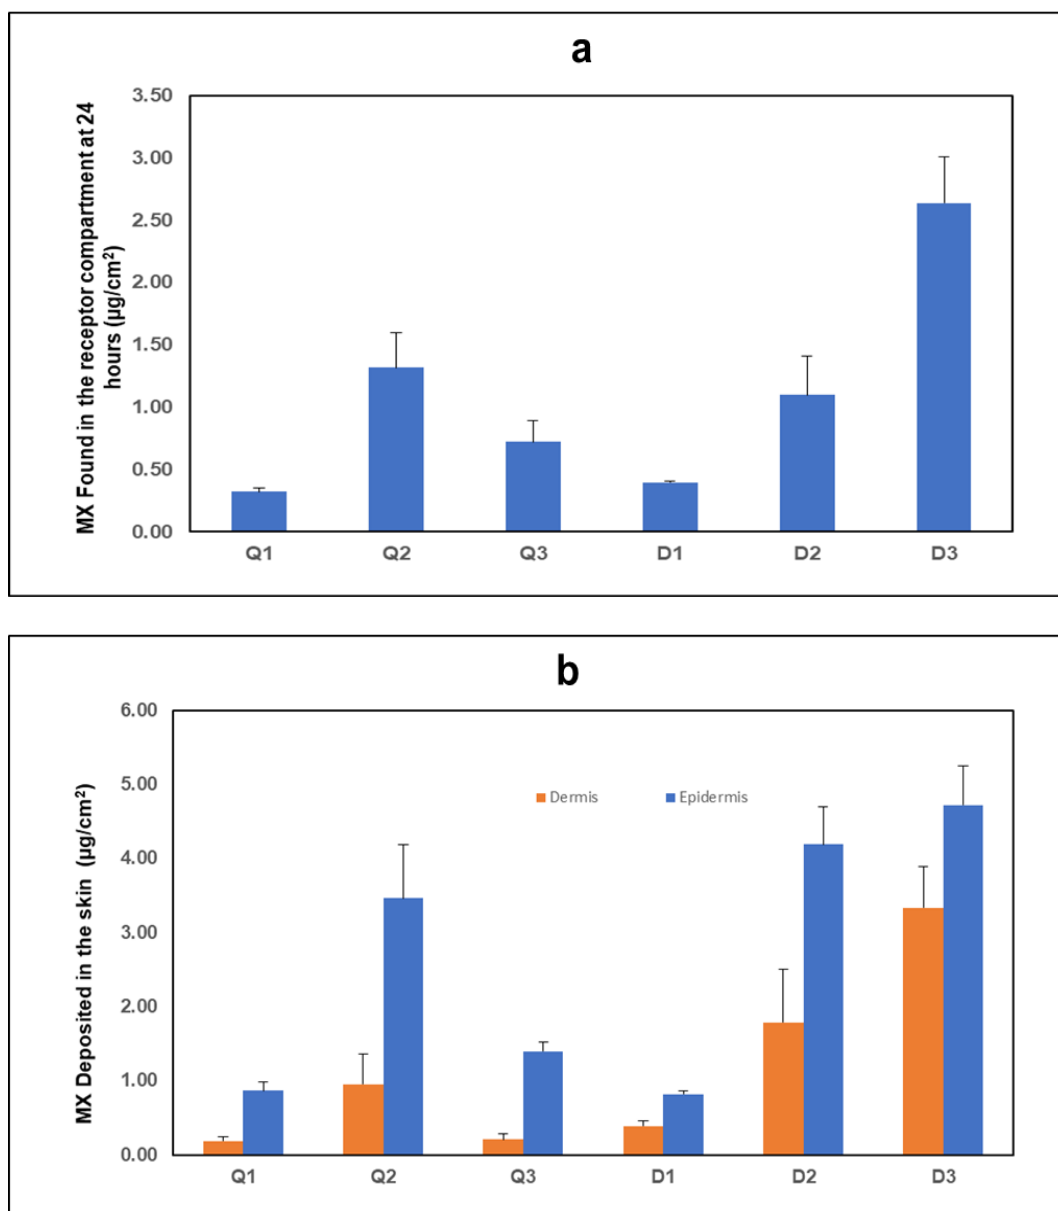 a
MX Found in the receptor compartment at 24
hours (µg/cm²)
3.50
3.00
2.50
2.00
1.50
1.00
0.50
0.00
Q1 Q2 Q3 D1 D2 D3
b
MX Deposited in the skin (µg/cm²)
6.00
5.00
4.00
3.00
2.00
1.00
0.00
Dermis Epidermis
Q1 Q2 Q3 D1 D2 D3